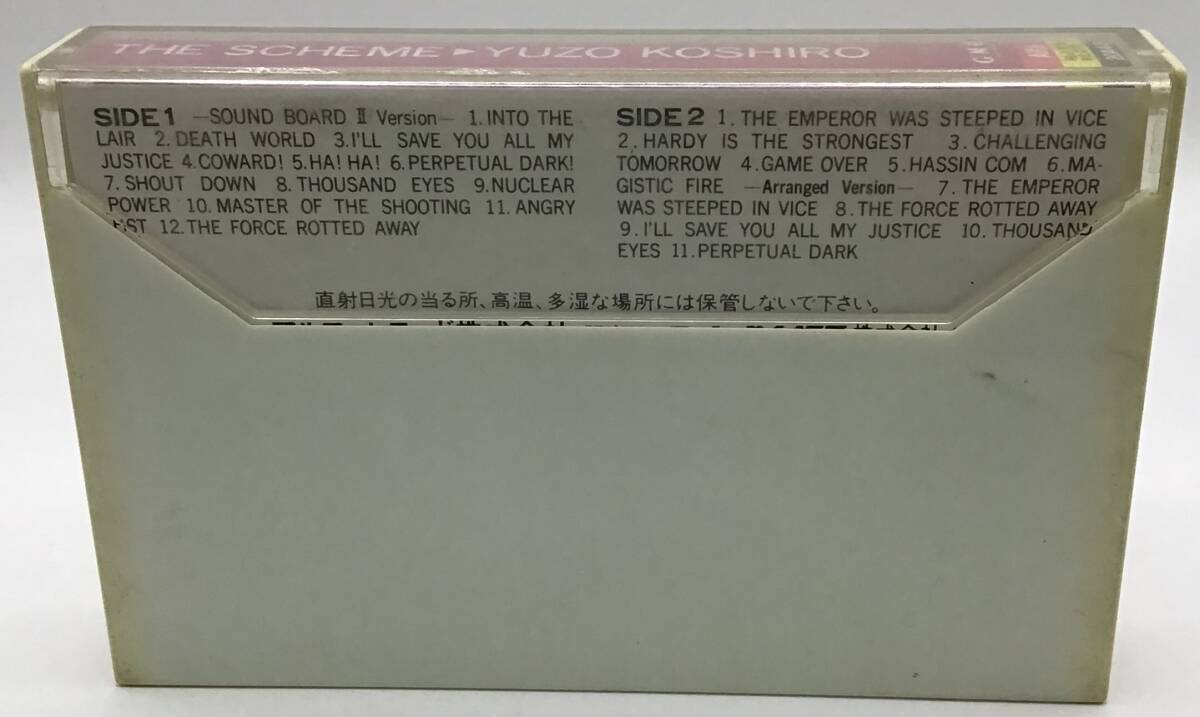 THE SCHEME▶YUZO KOSHIRO
G.M.O
SIDE 1 —SOUND BOARD Ⅱ Version— 1. INTO THE
LAIR 2. DEATH WORLD 3.I'LL SAVE YOU ALL MY
JUSTICE 4. COWARD! 5. HA! HA! 6. PERPETUAL DARK!
7. SHOUT DOWN 8. THOUSAND EYES 9. NUCLEAR
POWER 10. MASTER OF THE SHOOTING 11. ANGRY
12. THE FORCE ROTTED AWAY
SIDE 2 1. THE EMPEROR WAS STEEPED IN VICE
2. HARDY IS THE STRONGEST 3. CHALLENGING
TOMORROW 4. GAME OVER 5. HASSIN COM 6. MA-
GISTIC FIRE —Arranged Version— 7. THE EMPEROR
WAS STEEPED IN VICE 8. THE FORCE ROTTED AWAY
9. I'LL SAVE YOU ALL MY JUSTICE 10. THOUSAND
EYES 11. PERPETUAL DARK
直射日光の当る所、高温、多湿な場所には保管しないで下さい。